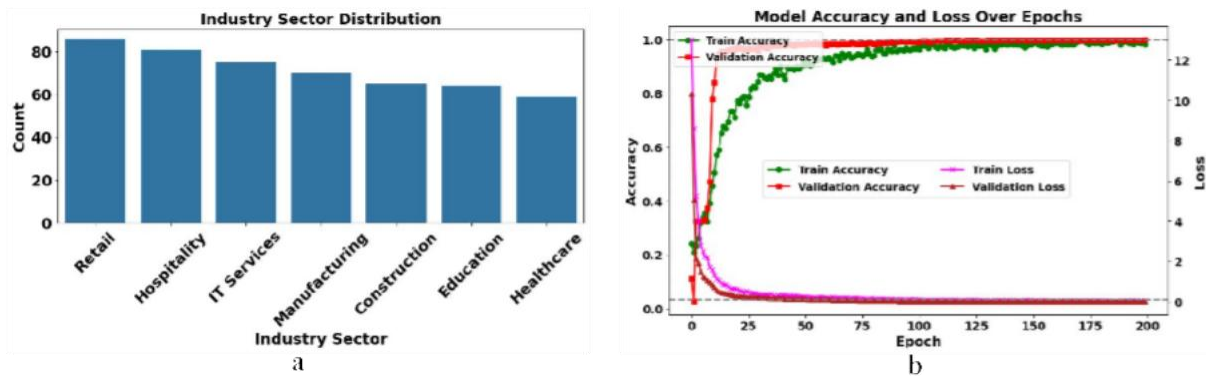 Industry Sector Distribution
Count
80
60
40
20
0
Retail
Hospitality
IT Services
Manufacturing
Construction
Education
Healthcare
Industry Sector
a
Model Accuracy and Loss Over Epochs
Accuracy
1.0
0.8
0.6
0.4
0.2
0.0
Train Accuracy
Validation Accuracy
Train Accuracy Train Loss
Validation Accuracy Validation Loss
12
10
8
6
4
2
0
Loss
0 25 50 75 100 125 150 175 200
Epoch
b